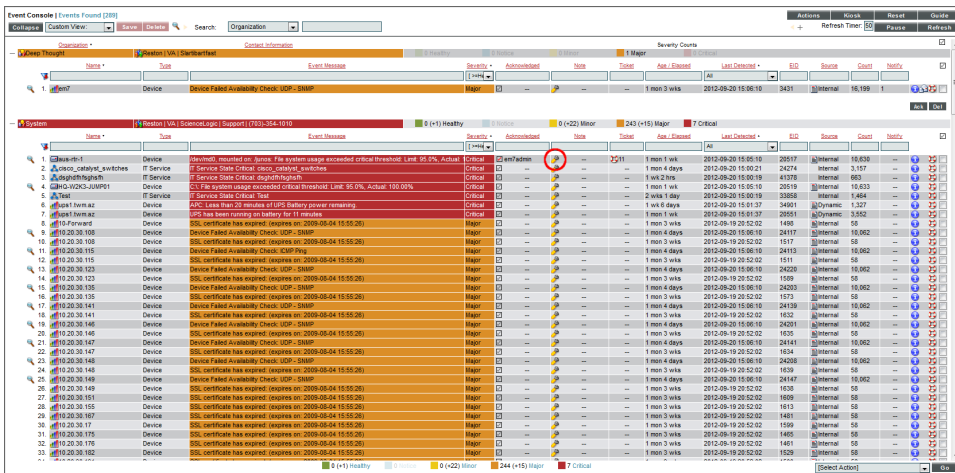 Event Console | Events Found [289]
Actions Kiosk Reset Guide
Collapse Custom View: Save Delete Search: Organization Refresh Timer: 50 Pause Refresh
Organization Contact Information Severity Counts
Deep Thought Reston | VA | Slartibartfast 0 Healthy 0 Notice 0 Minor 1 Major 0 Critical
Name Type Event Message Severity Acknowledged Note Ticket Age / Elapsed Last Detected EID Source Count Notify
All
1. em7 Device Device Failed Availability Check: UDP - SNMP Major -- -- -- 1 mon 3 wks 2012-09-20 15:06:10 3431 Internal 16,199 1
Ack Del
System Reston | VA | ScienceLogic | Support | (703)-354-1010 0 (+1) Healthy 0 Notice 0 (+22) Minor 243 (+15) Major 7 Critical
Name Type Event Message Severity Acknowledged Note Ticket Age / Elapsed Last Detected EID Source Count Notify
All
1. aus-rtr-1 Device /dev/md0, mounted on: /junos: File system usage exceeded critical threshold: Limit: 95.0%, Actual: 1 Critical em7admin -- 11 1 mon 1 wk 2012-09-20 15:05:10 20517 Internal 10,630 --
2. cisco_catalyst_switches IT Service IT Service State Critical: cisco_catalyst_switches Critical -- -- -- 1 mon 4 days 2012-09-20 15:00:21 24274 Internal 3,157 --
3. dsghdfhfsghsfh IT Service IT Service State Critical: dsghdfhfsghsfh Critical -- -- -- 1 wk 2 hrs 2012-09-20 15:00:19 41378 Internal 663 --
4. HQ-W2K3-JUMP01 Device C:\: File system usage exceeded critical threshold: Limit: 95.0%, Actual: 100.00% Critical -- -- -- 1 mon 1 wk 2012-09-20 15:05:10 20519 Internal 10,633 --
5. Test IT Service IT Service State Critical: Test Critical -- -- -- 2 wks 1 day 2012-09-20 15:00:19 33858 Internal 1,464 --
6. ups1.twm.az Device APC: Less than 20 minutes of UPS Battery power remaining. Critical -- -- -- 1 wk 6 days 2012-09-20 15:01:37 34901 Dynamic 1,327 --
7. ups1.twm.az Device UPS has been running on battery for 11 minutes Critical -- -- -- 1 mon 1 wk 2012-09-20 15:01:37 20551 Dynamic 3,552 --
8. 10-Forward Device SSL certificate has expired: (expires on: 2009-08-04 15:55:26) Major -- -- -- 1 mon 3 wks 2012-09-19 20:52:02 1498 Internal 58 --
9. 10.20.30.108 Device Device Failed Availability Check: UDP - SNMP Major -- -- -- 1 mon 4 days 2012-09-20 15:06:10 24117 Internal 10,062 --
10. 10.20.30.108 Device SSL certificate has expired: (expires on: 2009-08-04 15:55:26) Major -- -- -- 1 mon 3 wks 2012-09-19 20:52:02 1517 Internal 58 --
11. 10.20.30.115 Device Device Failed Availability Check: ICMP Ping Major -- -- -- 1 mon 4 days 2012-09-20 15:06:10 24113 Internal 10,062 --
12. 10.20.30.115 Device SSL certificate has expired: (expires on: 2009-08-04 15:55:26) Major -- -- -- 1 mon 3 wks 2012-09-19 20:52:02 1511 Internal 58 --
13. 10.20.30.123 Device Device Failed Availability Check: UDP - SNMP Major -- -- -- 1 mon 4 days 2012-09-20 15:06:10 24220 Internal 10,062 --
14. 10.20.30.123 Device SSL certificate has expired: (expires on: 2009-08-04 15:55:26) Major -- -- -- 1 mon 3 wks 2012-09-19 20:52:02 1589 Internal 58 --
15. 10.20.30.135 Device Device Failed Availability Check: UDP - SNMP Major -- -- -- 1 mon 4 days 2012-09-20 15:06:10 24203 Internal 10,062 --
16. 10.20.30.135 Device SSL certificate has expired: (expires on: 2009-08-04 15:55:26) Major -- -- -- 1 mon 3 wks 2012-09-19 20:52:02 1573 Internal 58 --
17. 10.20.30.141 Device Device Failed Availability Check: UDP - SNMP Major -- -- -- 1 mon 4 days 2012-09-20 15:06:10 24139 Internal 10,062 --
18. 10.20.30.141 Device SSL certificate has expired: (expires on: 2009-08-04 15:55:26) Major -- -- -- 1 mon 3 wks 2012-09-19 20:52:02 1632 Internal 58 --
19. 10.20.30.146 Device Device Failed Availability Check: UDP - SNMP Major -- -- -- 1 mon 4 days 2012-09-20 15:06:10 24201 Internal 10,062 --
20. 10.20.30.146 Device SSL certificate has expired: (expires on: 2009-08-04 15:55:26) Major -- -- -- 1 mon 3 wks 2012-09-19 20:52:02 1635 Internal 58 --
21. 10.20.30.147 Device Device Failed Availability Check: UDP - SNMP Major -- -- -- 1 mon 4 days 2012-09-20 15:06:10 24141 Internal 10,062 --
22. 10.20.30.147 Device SSL certificate has expired: (expires on: 2009-08-04 15:55:26) Major -- -- -- 1 mon 3 wks 2012-09-19 20:52:02 1634 Internal 58 --
23. 10.20.30.148 Device Device Failed Availability Check: UDP - SNMP Major -- -- -- 1 mon 4 days 2012-09-20 15:06:10 24208 Internal 10,062 --
24. 10.20.30.148 Device SSL certificate has expired: (expires on: 2009-08-04 15:55:26) Major -- -- -- 1 mon 3 wks 2012-09-19 20:52:02 1639 Internal 58 --
25. 10.20.30.149 Device Device Failed Availability Check: UDP - SNMP Major -- -- -- 1 mon 4 days 2012-09-20 15:06:10 24147 Internal 10,062 --
26. 10.20.30.149 Device SSL certificate has expired: (expires on: 2009-08-04 15:55:26) Major -- -- -- 1 mon 3 wks 2012-09-19 20:52:02 1638 Internal 58 --
27. 10.20.30.151 Device SSL certificate has expired: (expires on: 2009-08-04 15:55:26) Major -- -- -- 1 mon 3 wks 2012-09-19 20:52:02 1609 Internal 58 --
28. 10.20.30.155 Device SSL certificate has expired: (expires on: 2009-08-04 15:55:26) Major -- -- -- 1 mon 3 wks 2012-09-19 20:52:02 1613 Internal 58 --
30. 10.20.30.167 Device SSL certificate has expired: (expires on: 2009-08-04 15:55:26) Major -- -- -- 1 mon 3 wks 2012-09-19 20:52:02 1481 Internal 58 --
30. 10.20.30.17 Device SSL certificate has expired: (expires on: 2009-08-04 15:55:26) Major -- -- -- 1 mon 3 wks 2012-09-19 20:52:02 1599 Internal 58 --
31. 10.20.30.175 Device SSL certificate has expired: (expires on: 2009-08-04 15:55:26) Major -- -- -- 1 mon 3 wks 2012-09-19 20:52:02 1465 Internal 58 --
32. 10.20.30.176 Device SSL certificate has expired: (expires on: 2009-08-04 15:55:26) Major -- -- -- 1 mon 3 wks 2012-09-19 20:52:02 1461 Internal 58 --
33. 10.20.30.182 Device SSL certificate has expired: (expires on: 2009-08-04 15:55:26) Major -- -- -- 1 mon 3 wks 2012-09-19 20:52:02 1529 Internal 58 --
0 (+1) Healthy 0 Notice 0 (+22) Minor 244 (+15) Major 7 Critical [Select Action] Go